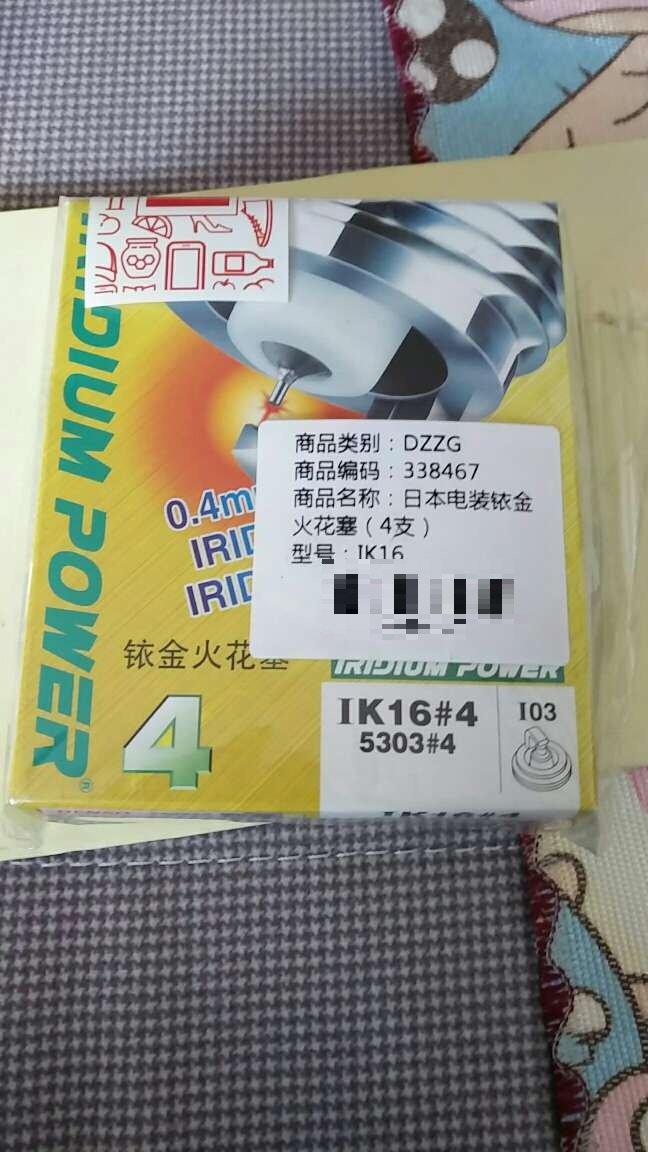 IRIDIUM POWER®
商品类别：DZZG
商品编码：338467
商品名称：日本电装铱金
火花塞（4支）
型号：IK16
0.4m
IRID
IRID
铱金火花塞
4
IRIDIUM POWER
IK16#4
5303#4
I03